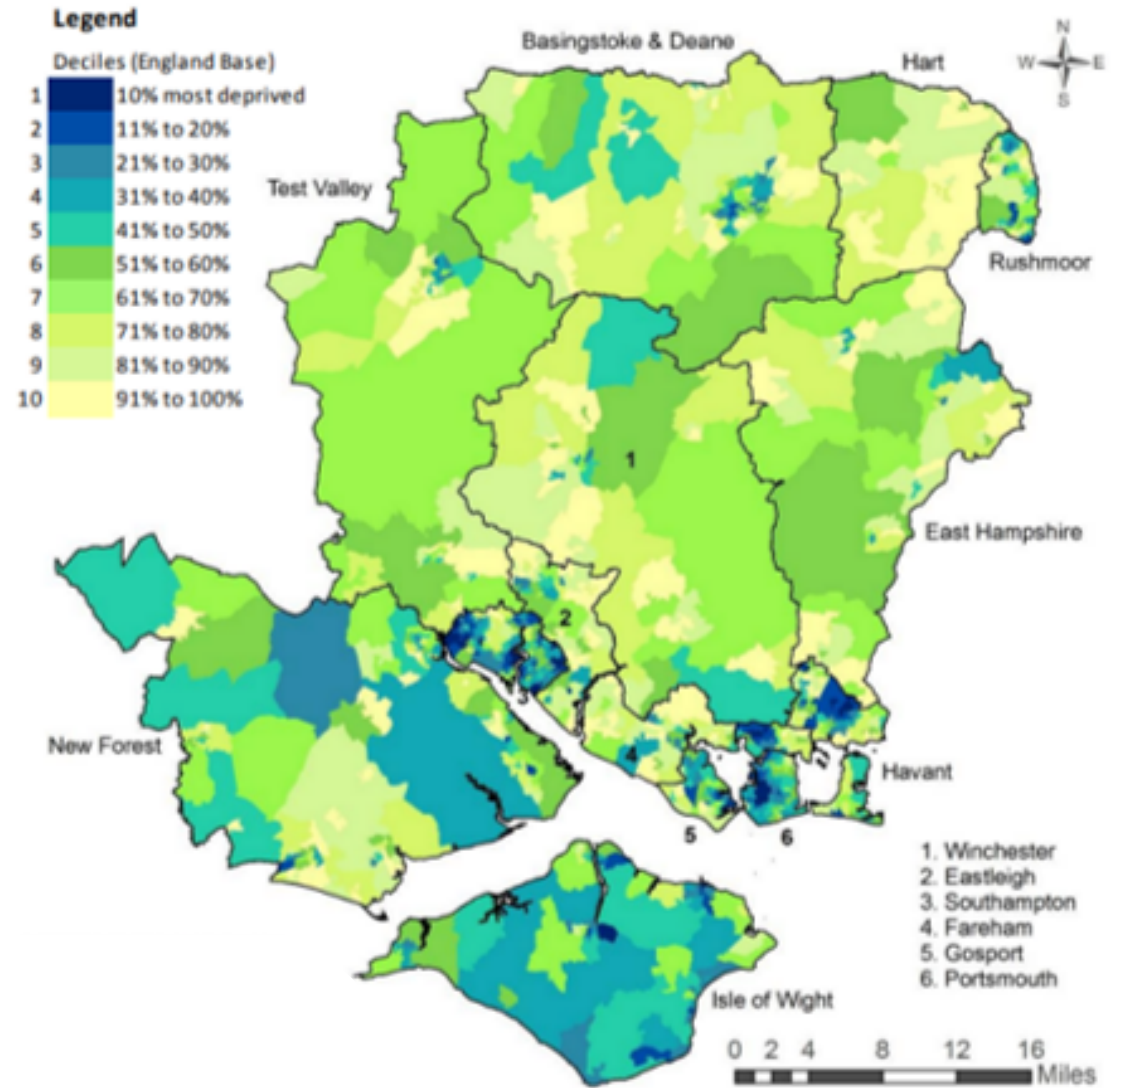 Legend
Deciles (England Base)
1 10% most deprived
2 11% to 20%
3 21% to 30%
4 31% to 40%
5 41% to 50%
6 51% to 60%
7 61% to 70%
8 71% to 80%
9 81% to 90%
10 91% to 100%
Basingstoke & Deane
Hart
N
W E
S
Test Valley
Rushmoor
1
East Hampshire
2
3
New Forest
4
Havant
5
6
1. Winchester
2. Eastleigh
3. Southampton
4. Fareham
5. Gosport
6. Portsmouth
Isle of Wight
0 2 4 8 12 16
Miles